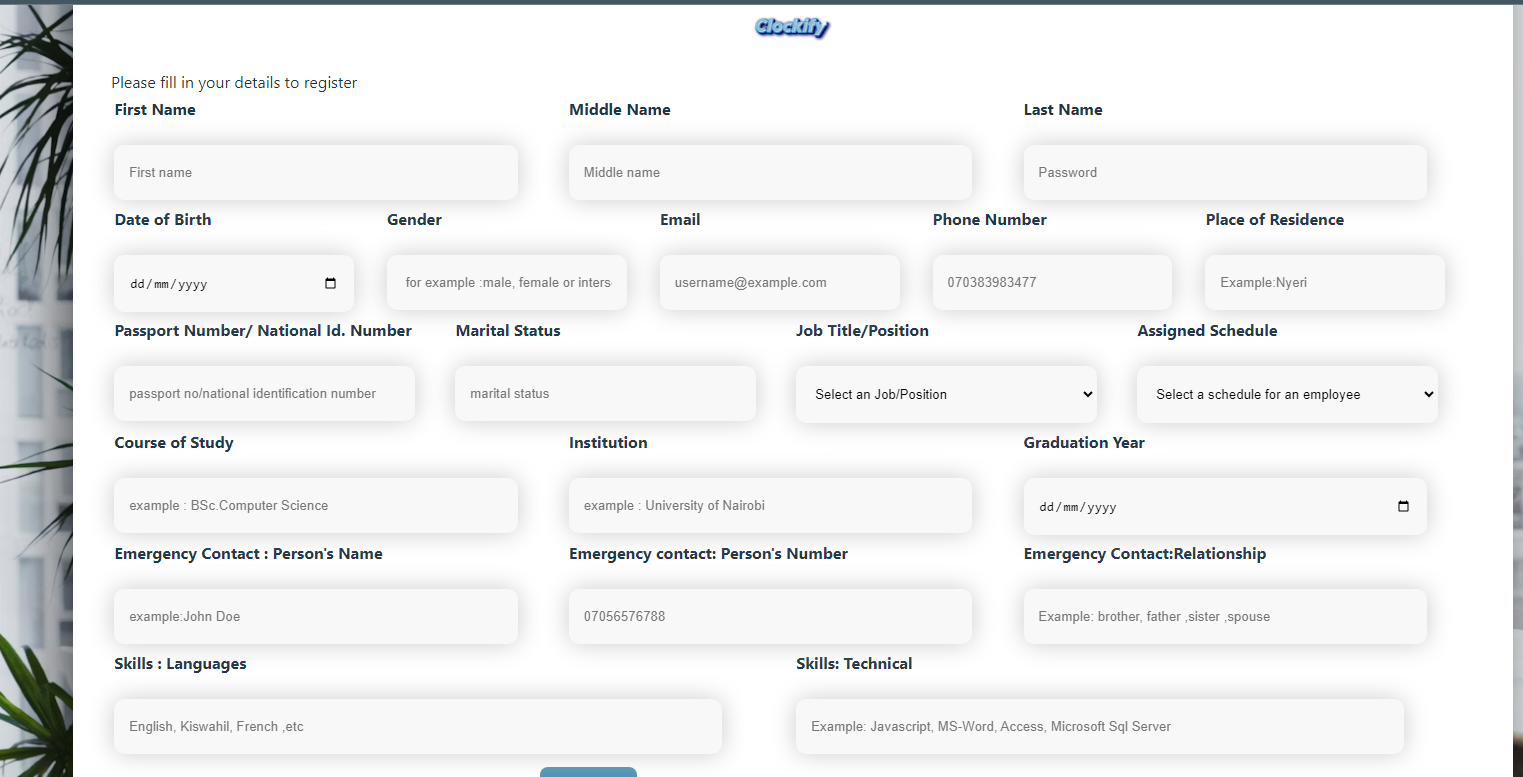 Clockify
Please fill in your details to register
First Name Middle Name Last Name
First name Middle name Password
Date of Birth Gender Email Phone Number Place of Residence
dd/mm/yyyy for example :male, female or inters username@example.com 070383983477 Example:Nyeri
Passport Number/ National Id. Number Marital Status Job Title/Position Assigned Schedule
passport no/national identification number marital status Select an Job/Position Select a schedule for an employee
Course of Study Institution Graduation Year
example : BSc.Computer Science example : University of Nairobi dd/mm/yyyy
Emergency Contact : Person's Name Emergency contact: Person's Number Emergency Contact:Relationship
example:John Doe 07056576788 Example: brother, father ,sister ,spouse
Skills : Languages Skills: Technical
English, Kiswahil, French ,etc Example: Javascript, MS-Word, Access, Microsoft Sql Server